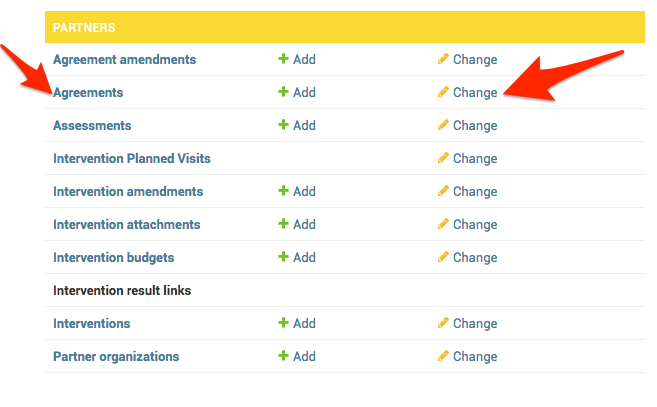 PARTNERS
Agreement amendments Add Change
Agreements Add Change
Assessments Add Change
Intervention Planned Visits Change
Intervention amendments Add Change
Intervention attachments Add Change
Intervention budgets Add Change
Intervention result links
Interventions Add Change
Partner organizations Add Change